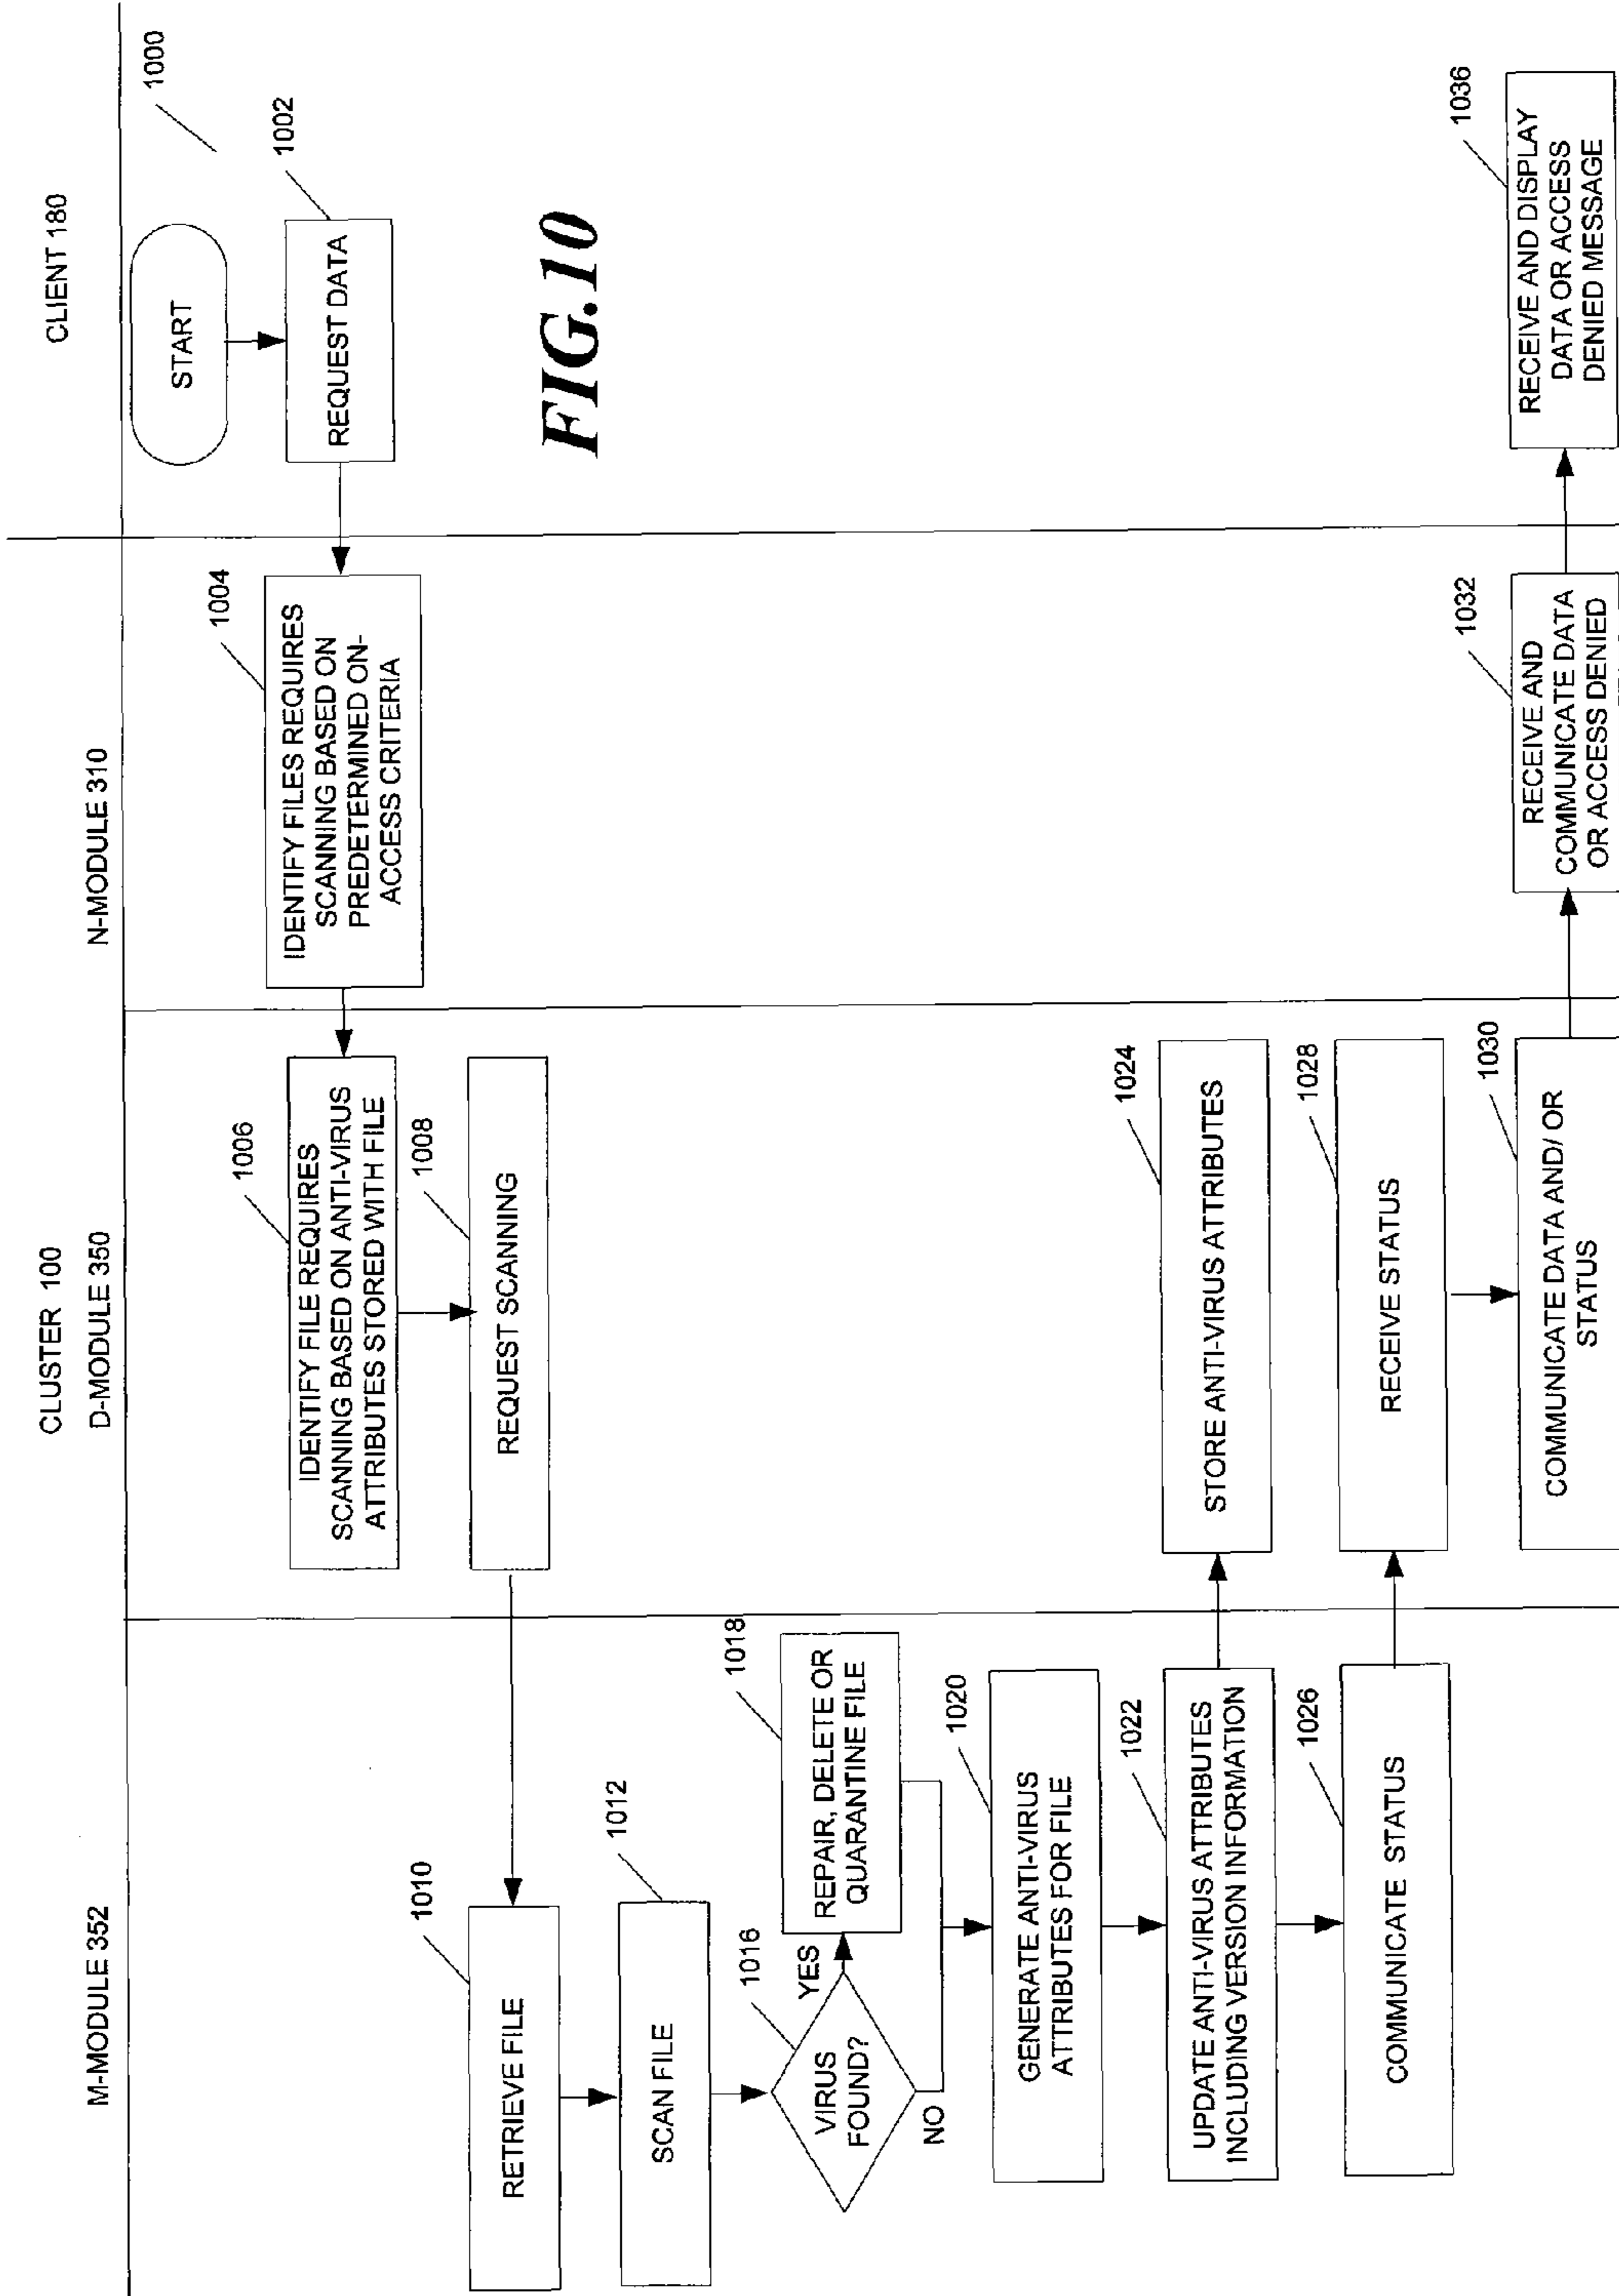 CLUSTER 100
M-MODULE 352
D-MODULE 350
N-MODULE 310
CLIENT 180
START
1000
REQUEST DATA
1002
IDENTIFY FILES REQUIRES
SCANNING BASED ON
PREDETERMINED ON-
ACCESS CRITERIA
1004
IDENTIFY FILE REQUIRES
SCANNING BASED ON ANTI-VIRUS
ATTRIBUTES STORED WITH FILE
1006
REQUEST SCANNING
1008
RETRIEVE FILE
1010
SCAN FILE
1012
VIRUS
FOUND?
1016
YES
NO
REPAIR, DELETE OR
QUARANTINE FILE
1018
GENERATE ANTI-VIRUS
ATTRIBUTES FOR FILE
1020
UPDATE ANTI-VIRUS ATTRIBUTES
INCLUDING VERSION INFORMATION
1022
STORE ANTI-VIRUS ATTRIBUTES
1024
COMMUNICATE STATUS
1026
RECEIVE STATUS
1028
COMMUNICATE DATA AND/ OR
STATUS
1030
RECEIVE AND
COMMUNICATE DATA
OR ACCESS DENIED
1032
RECEIVE AND DISPLAY
DATA OR ACCESS
DENIED MESSAGE
1036
FIG.10